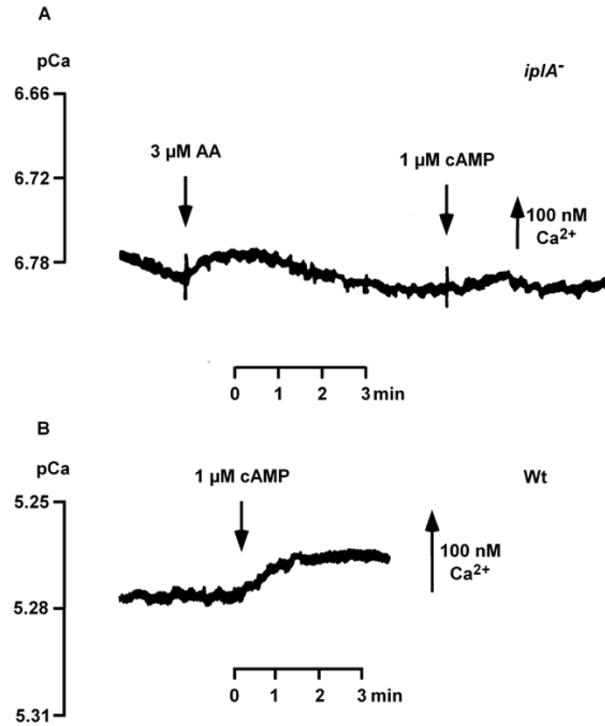 A
pCa
iplA⁻
6.66
3 µM AA
1 µM cAMP
6.72
100 nM
Ca²⁺
6.78
0 1 2 3 min
B
pCa
1 µM cAMP
Wt
5.25
100 nM
Ca²⁺
5.28
0 1 2 3 min
5.31